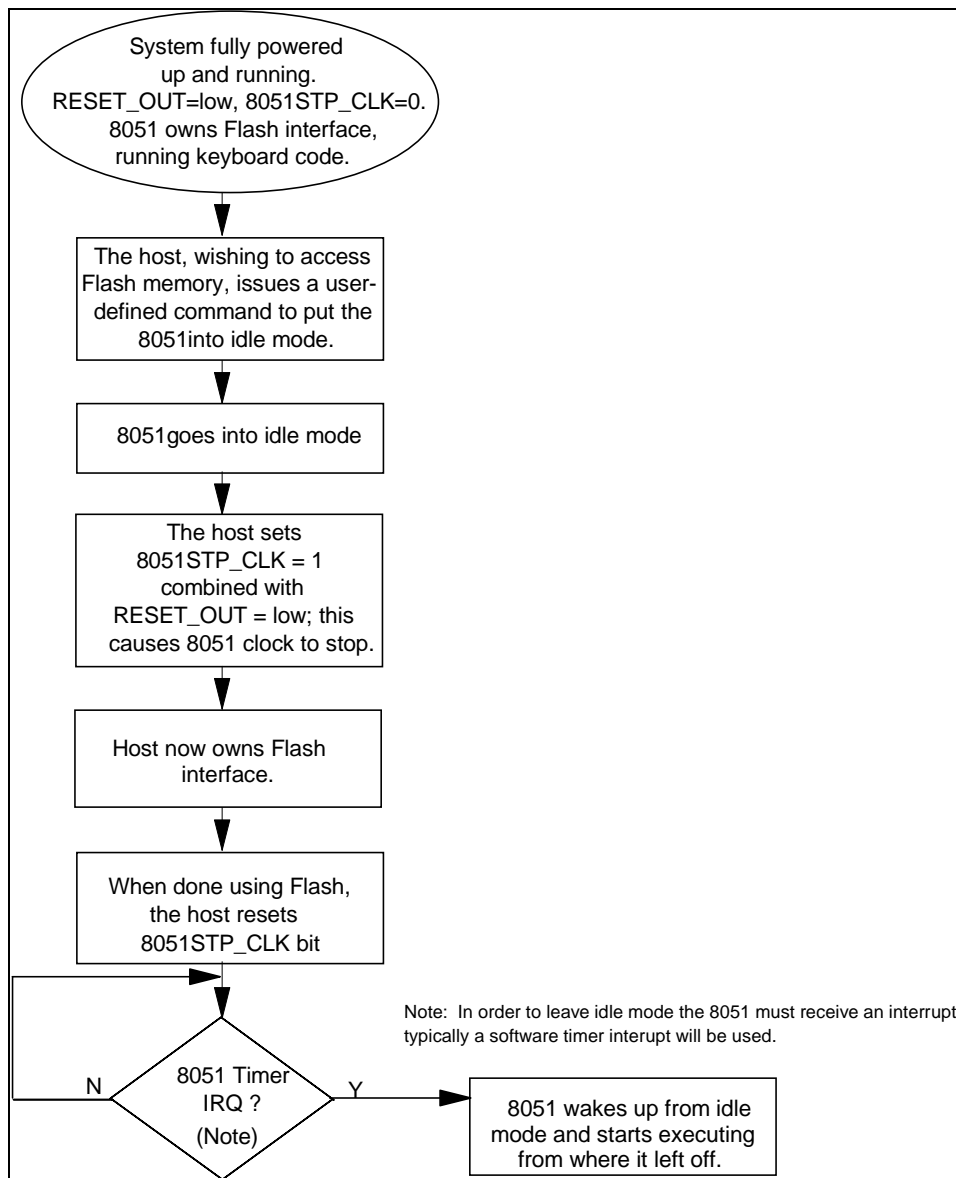 System fully powered
up and running.
RESET_OUT=low, 8051STP_CLK=0.
8051 owns Flash interface,
running keyboard code.
The host, wishing to access
Flash memory, issues a user-
defined command to put the
8051into idle mode.
8051goes into idle mode
The host sets
8051STP_CLK = 1
combined with
RESET_OUT = low; this
causes 8051 clock to stop.
Host now owns Flash
interface.
When done using Flash,
the host resets
8051STP_CLK bit
Note: In order to leave idle mode the 8051 must receive an interrupt
typically a software timer interupt will be used.
N
8051 Timer
IRQ ?
(Note)
Y
8051 wakes up from idle
mode and starts executing
from where it left off.